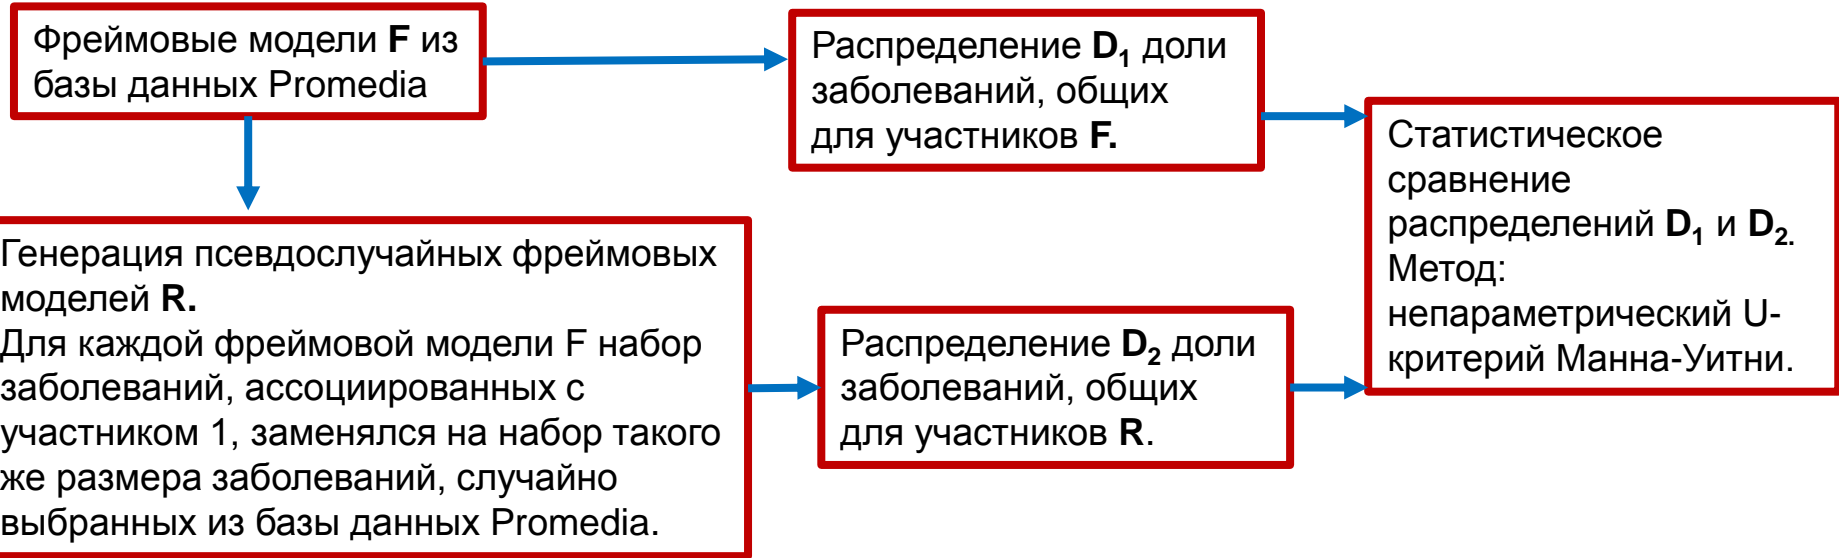 Фреймовые модели F из
базы данных Promedia
Распределение D₁ доли
заболеваний, общих
для участников F.
Статистическое
сравнение
распределений D₁ и D₂.
Метод:
непараметрический U-
критерий Манна-Уитни.
Генерация псевдослучайных фреймовых
моделей R.
Для каждой фреймовой модели F набор
заболеваний, ассоциированных с
участником 1, заменялся на набор такого
же размера заболеваний, случайно
выбранных из базы данных Promedia.
Распределение D₂ доли
заболеваний, общих
для участников R.